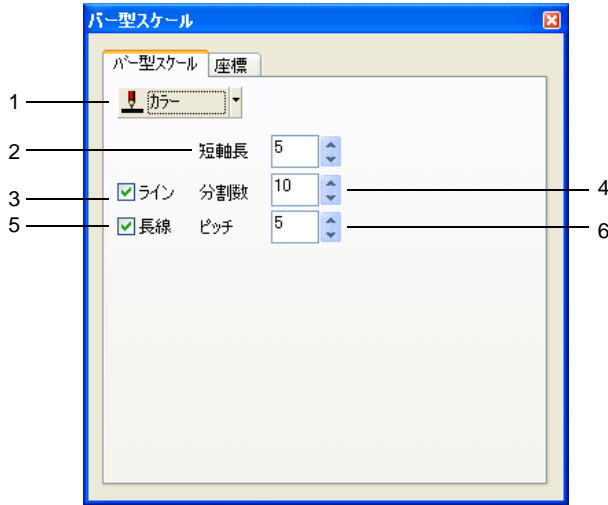 バー型スケール
バー型スケール 座標
1 カラー
2 短軸長 5
3 ライン 分割数 10 4
5 長線 ピッチ 5 6